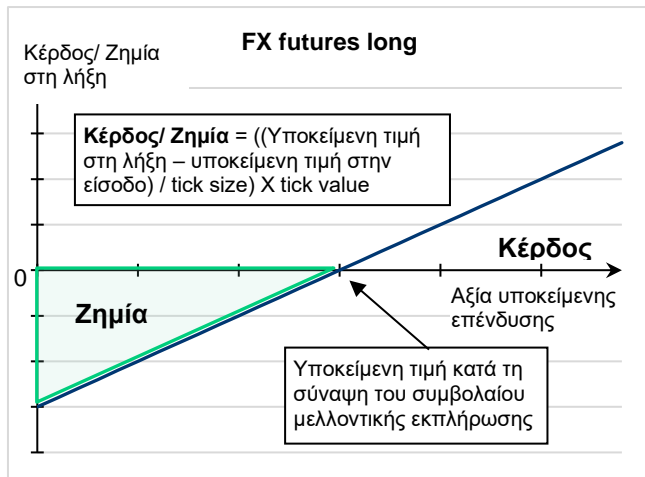 FX futures long
Κέρδος/ Ζημία
στη λήξη
Κέρδος/ Ζημία = ((Υποκείμενη τιμή
στη λήξη – υποκείμενη τιμή στην
είσοδο) / tick size) X tick value
Κέρδος
0
Αξία υποκείμενης
επένδυσης
Ζημία
Υποκείμενη τιμή κατά τη
σύναψη του συμβολαίου
μελλοντικής εκπλήρωσης